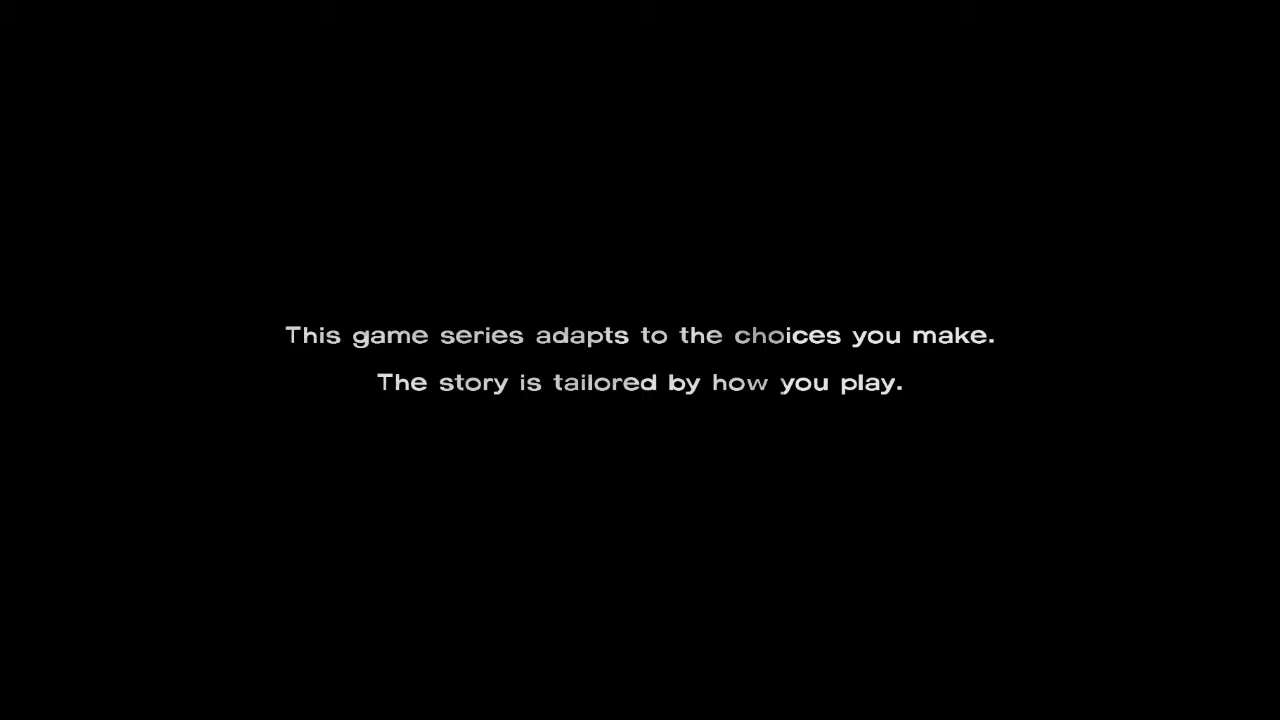 This game series adapts to the choices you make.
The story is tailored by how you play.